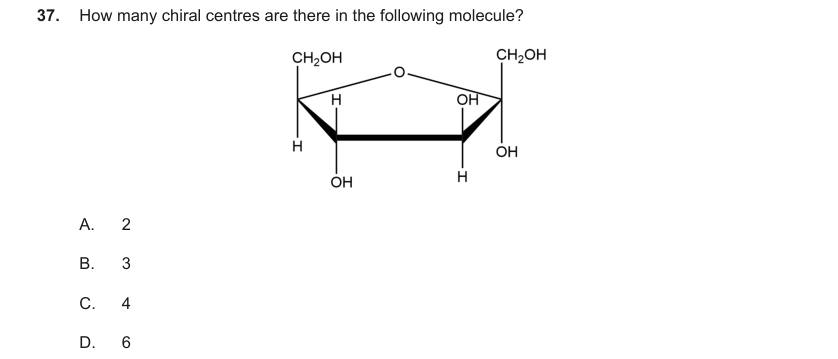 37. How many chiral centres are there in the following molecule?
CH₂OH
O
CH₂OH
H
OH
H
OH
OH
H
A. 2
B. 3
C. 4
D. 6